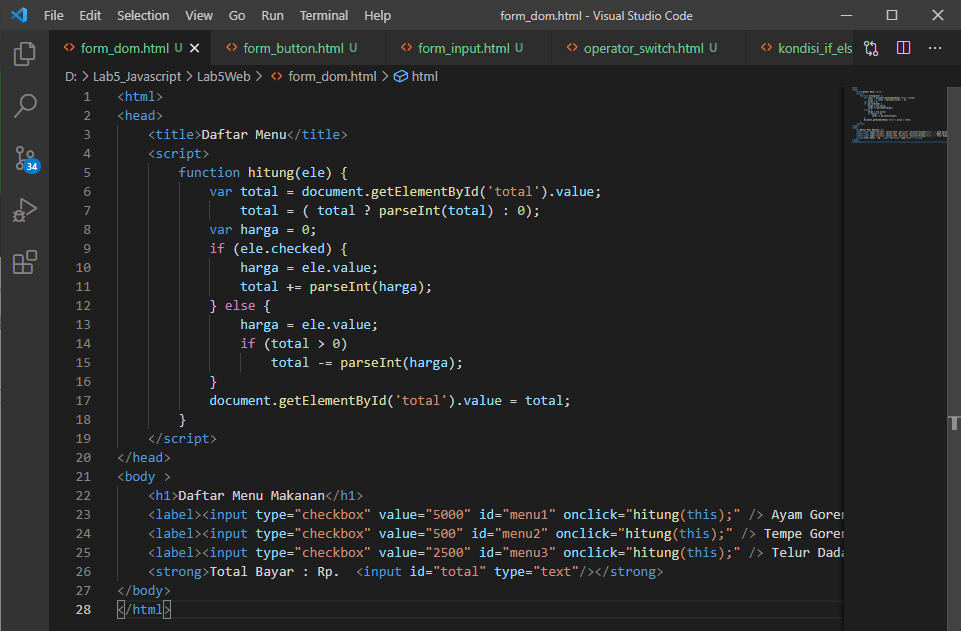 File Edit Selection View Go Run Terminal Help form_dom.html - Visual Studio Code
form_dom.html U form_button.html U form_input.html U operator_switch.html U kondisi_if_els
D: > Lab5_Javascript > Lab5Web > form_dom.html > html
34
1 <html>
2 <head>
3 <title>Daftar Menu</title>
4 <script>
5 function hitung(ele) {
6 var total = document.getElementById('total').value;
7 total = ( total ? parseInt(total) : 0);
8 var harga = 0;
9 if (ele.checked) {
10 harga = ele.value;
11 total += parseInt(harga);
12 } else {
13 harga = ele.value;
14 if (total > 0)
15 total -= parseInt(harga);
16 }
17 document.getElementById('total').value = total;
18 }
19 </script>
20 </head>
21 <body >
22 <h1>Daftar Menu Makanan</h1>
23 <label><input type="checkbox" value="5000" id="menu1" onclick="hitung(this);" /> Ayam Gorer
24 <label><input type="checkbox" value="500" id="menu2" onclick="hitung(this);" /> Tempe Gorer
25 <label><input type="checkbox" value="2500" id="menu3" onclick="hitung(this);" /> Telur Dada
26 <strong>Total Bayar : Rp. <input id="total" type="text"/></strong>
27 </body>
28 </html>